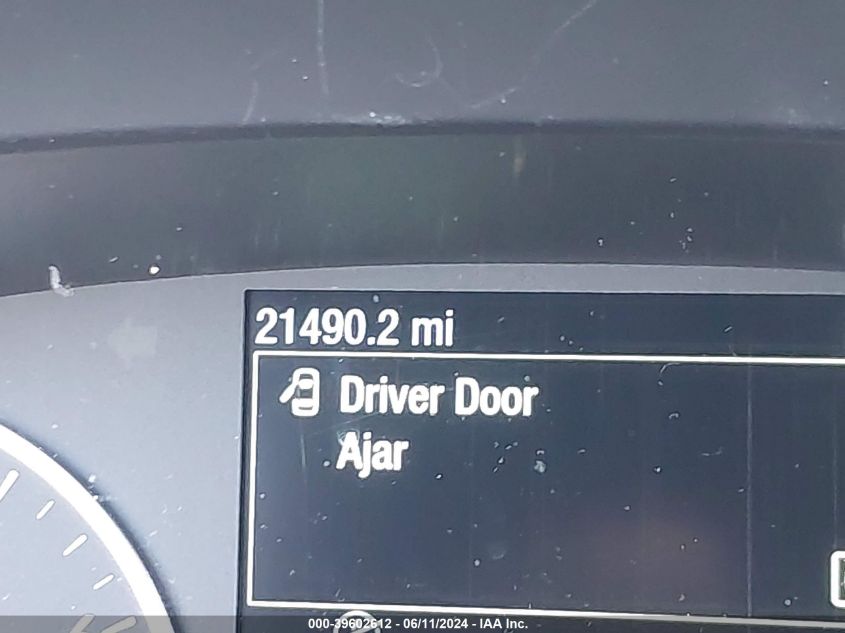 21490.2 mi
Driver Door
Ajar
000-39602612 - 06/11/2024 - IAA Inc.